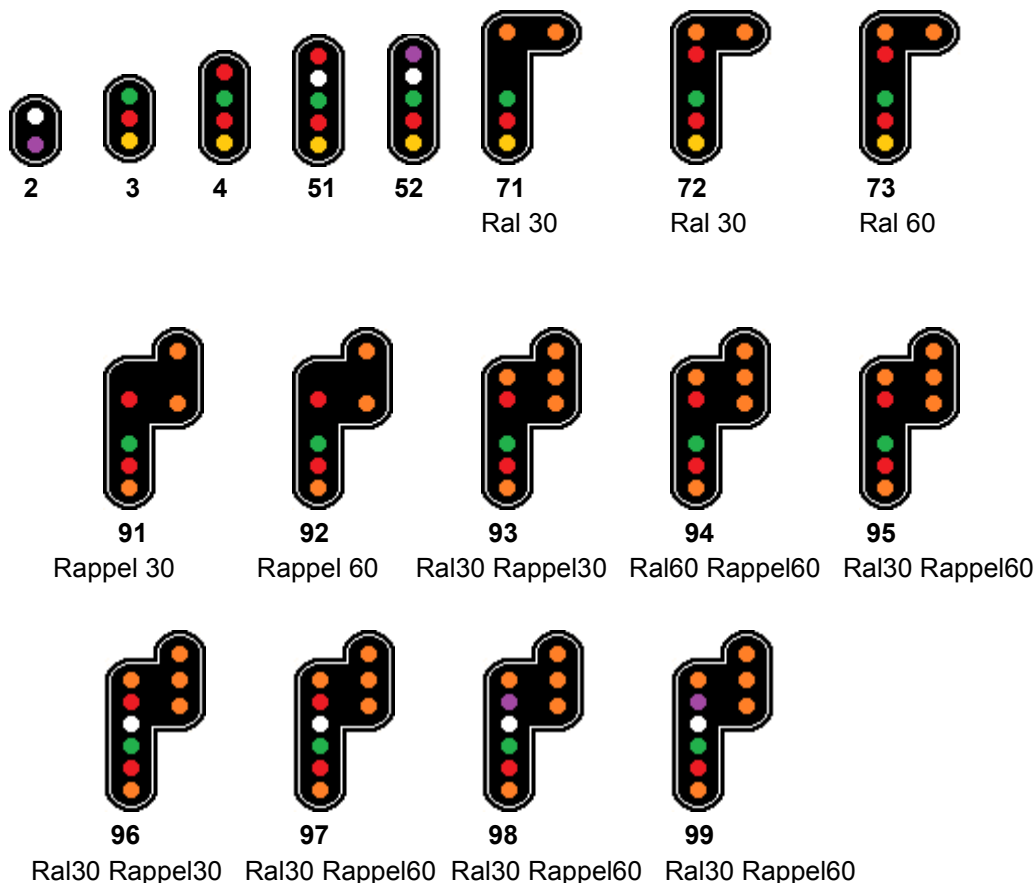 2 3 4 51 52 71 72 73
Ral 30 Ral 30 Ral 60
91 92 93 94 95
Rappel 30 Rappel 60 Ral30 Rappel30 Ral60 Rappel60 Ral30 Rappel60
96 97 98 99
Ral30 Rappel30 Ral30 Rappel60 Ral30 Rappel60 Ral30 Rappel60